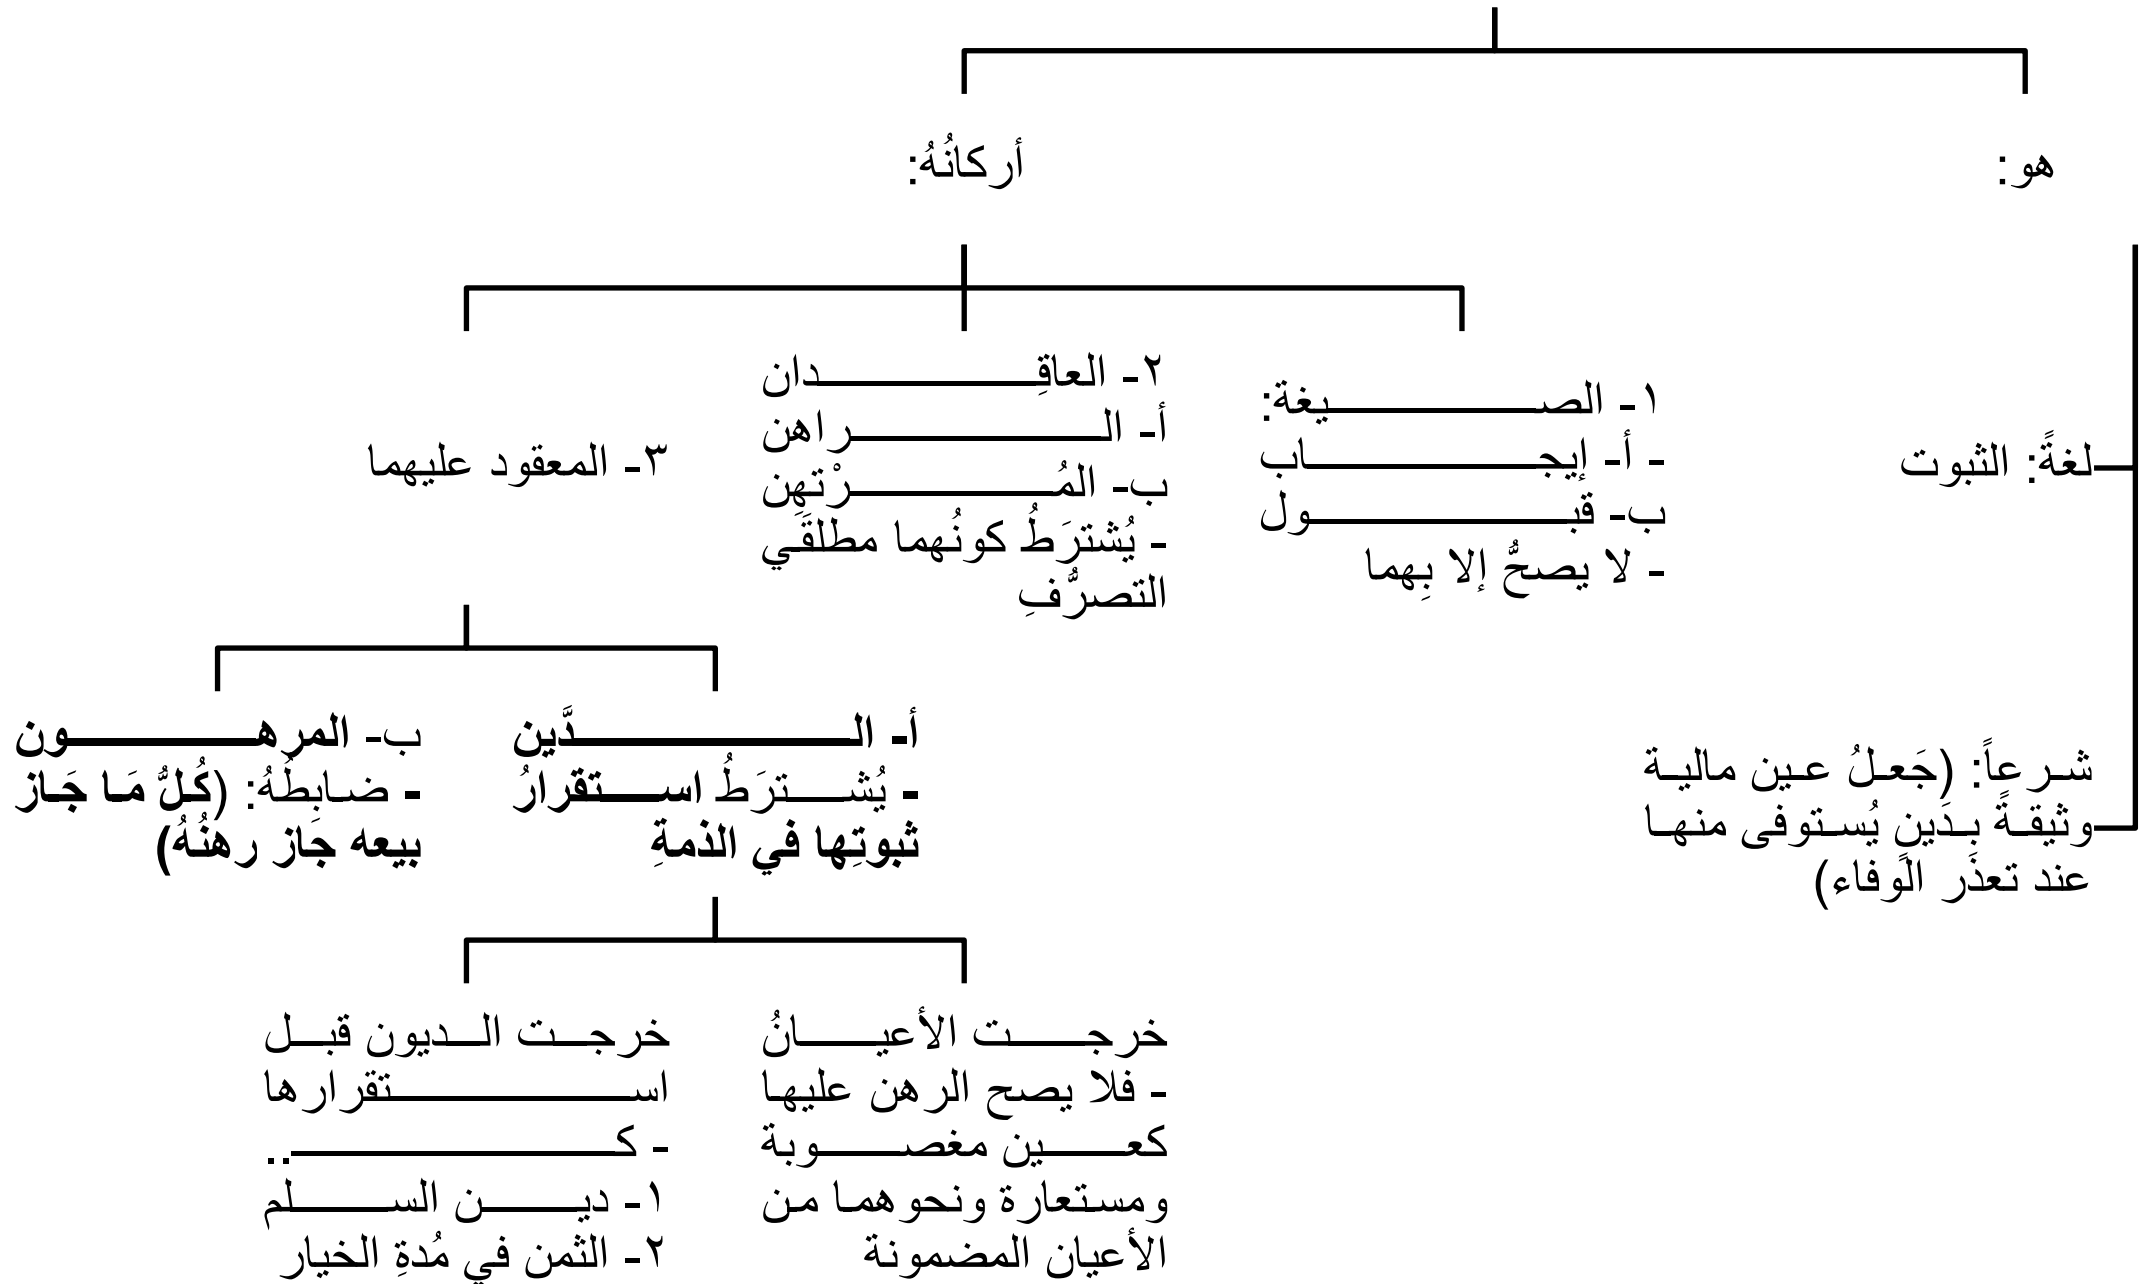 هو:
أركانُهُ:
لغةً: الثبوت
شرعاً: (جَعلُ عين مالية
وثيقةً بدَينٍ يُستوفى منها
عند تعذَر الوَفاء)
١- الصيغة:
- أ- إيجاب
ب- قبول
- لا يصحُّ إلا بِهما
٢- العاقِدان
أ- الراهن
ب- المُرْتهِن
- يُشترَطُ كونُهما مطلقَي
التصرُّفِ
٣- المعقود عليهما
أ- الدَّين
- يُشترَطُ استقرارُ
ثبوتِها في الذمةِ
ب- المرهون
- ضابِطُهُ: (كُلُّ مَا جَاز
بيعه جاز رهنُهُ)
خرجت الأعيانُ
- فلا يصح الرهن عليها
كعين مغصوبة
ومستعارة ونحوهما من
الأعيان المضمونة
خرجت الديون قبل
استقرارها
- ك..
١- دين السلم
٢- الثمن في مُدةِ الخيار